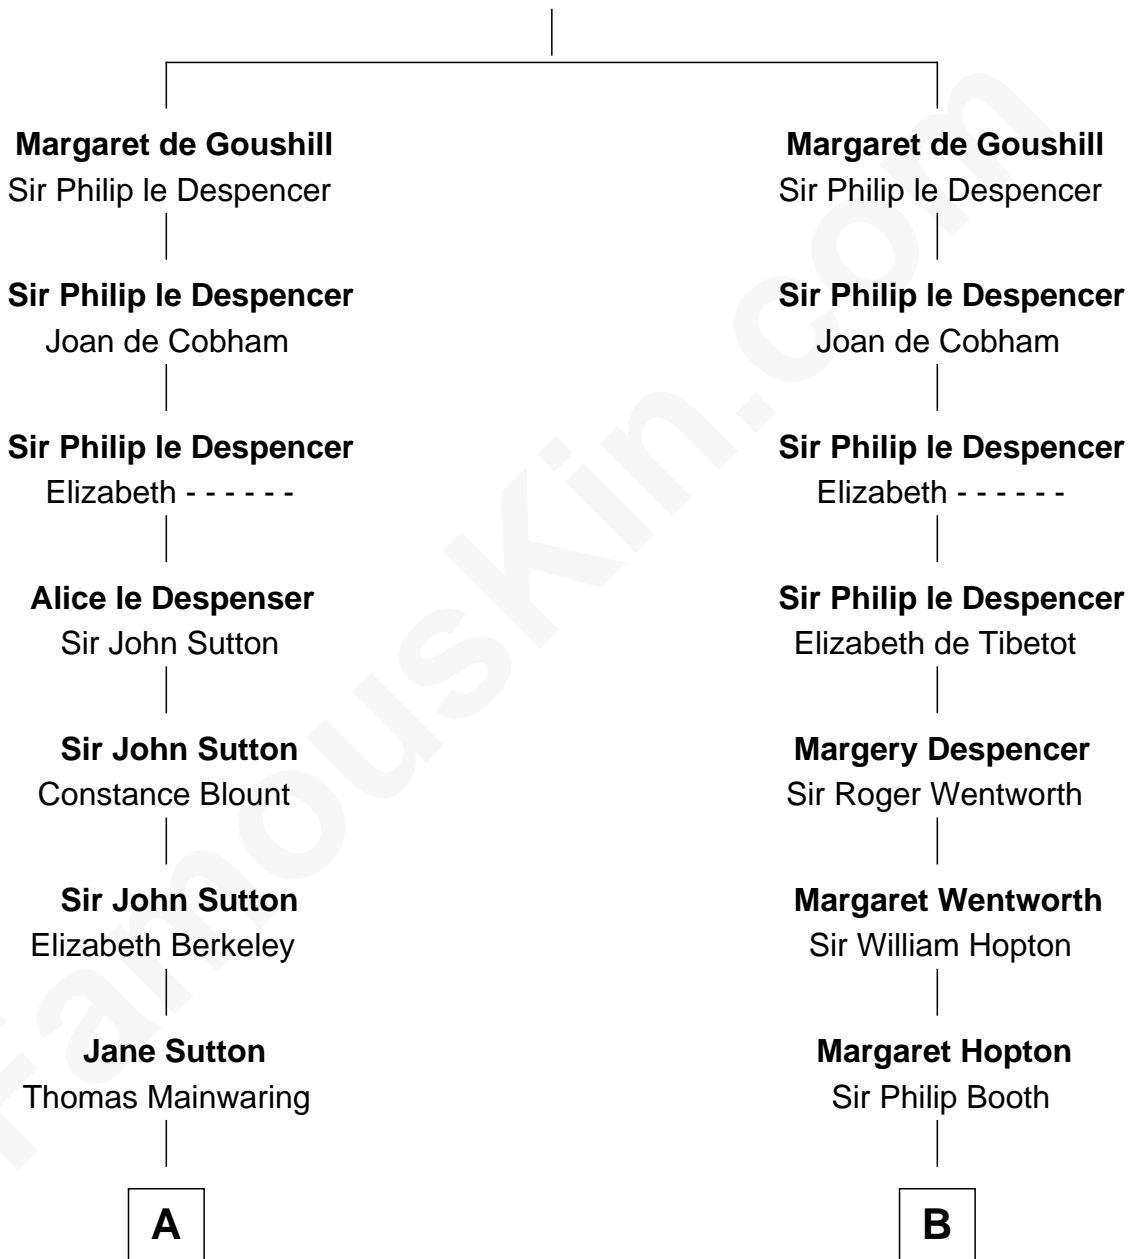 Margaret de Goushill
Sir Philip le Despencer
Sir Philip le Despencer
Joan de Cobham
Sir Philip le Despencer
Elizabeth - - - - - -
Alice le Despenser
Sir John Sutton
Sir John Sutton
Constance Blount
Sir John Sutton
Elizabeth Berkeley
Jane Sutton
Thomas Mainwaring
A
Margaret de Goushill
Sir Philip le Despencer
Sir Philip le Despencer
Joan de Cobham
Sir Philip le Despencer
Elizabeth - - - - - -
Sir Philip le Despencer
Elizabeth de Tibetot
Margery Despencer
Sir Roger Wentworth
Margaret Wentworth
Sir William Hopton
Margaret Hopton
Sir Philip Booth
B
FamousKin.com